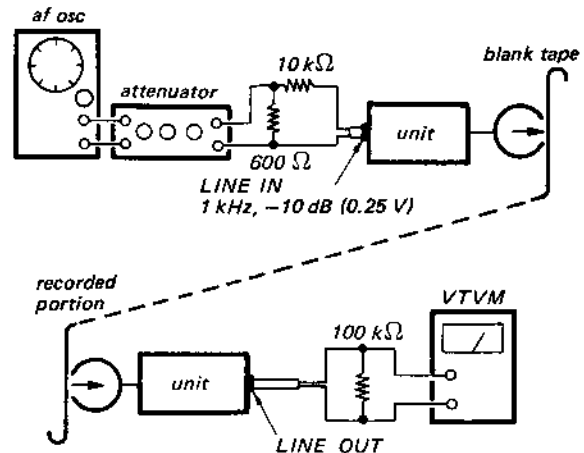 af osc
attenuator
10 kΩ
600 Ω
unit
blank tape
LINE IN
1 kHz, −10 dB (0.25 V)
recorded
portion
unit
100 kΩ
VTVM
LINE OUT